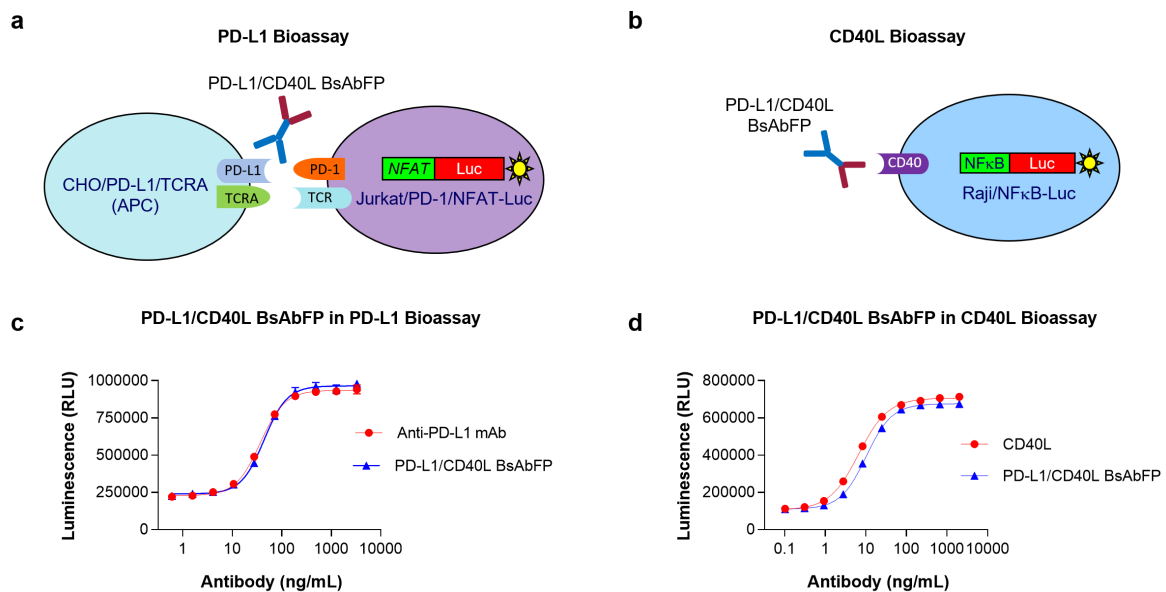 a
PD-L1 Bioassay
PD-L1/CD40L BsAbFP
CHO/PD-L1/TCRA
(APC)
PD-L1
PD-1
TCRA
TCR
NFAT
Luc
Jurkat/PD-1/NFAT-Luc
b
CD40L Bioassay
PD-L1/CD40L
BsAbFP
CD40
NFκB
Luc
Raji/NFκB-Luc
c
PD-L1/CD40L BsAbFP in PD-L1 Bioassay
Luminescence (RLU)
1000000
750000
500000
250000
0
1
10
100
1000
10000
Antibody (ng/mL)
Anti-PD-L1 mAb
PD-L1/CD40L BsAbFP
d
PD-L1/CD40L BsAbFP in CD40L Bioassay
Luminescence (RLU)
800000
600000
400000
200000
0
0.1
1
10
100
1000
10000
Antibody (ng/mL)
CD40L
PD-L1/CD40L BsAbFP